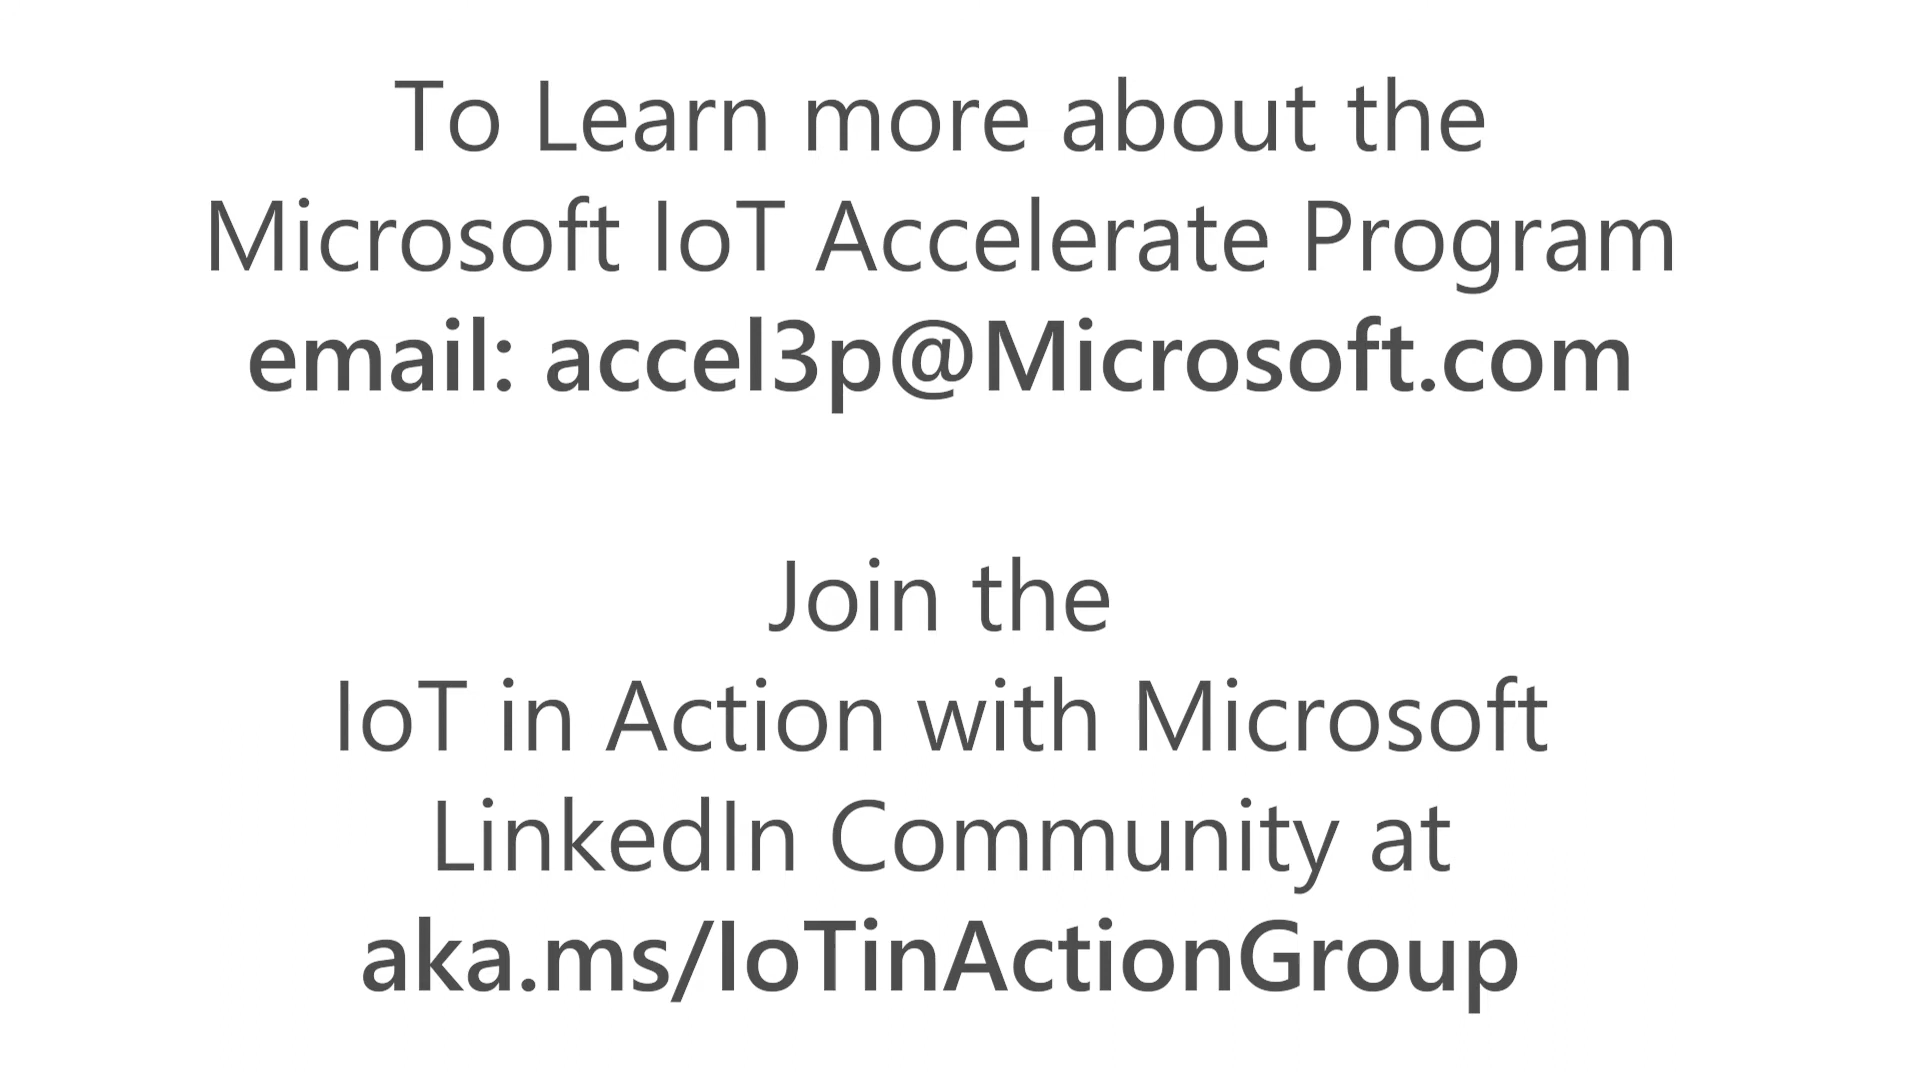 To Learn more about the
Microsoft IoT Accelerate Program
email: accel3p@Microsoft.com
Join the
IoT in Action with Microsoft
LinkedIn Community at
aka.ms/IoTinActionGroup